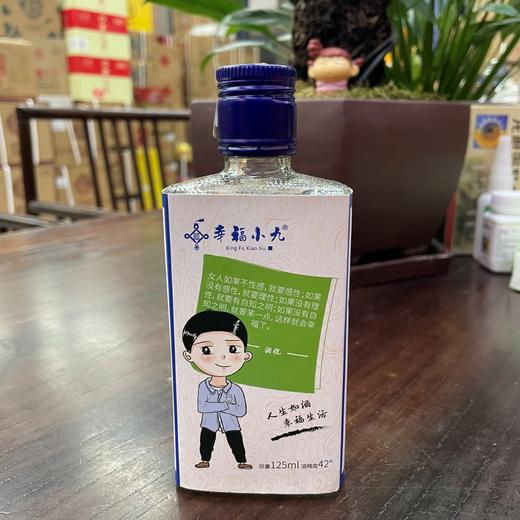 幸福小九®
Xing Fu Xiao Jiu
女人如果不性感，就要感性；如果
没有感性，就要理性；如果没有理
性，就要有自知之明；如果没有自
知之明，就要笨一点，这样就会幸
福了。
人生如酒
幸福生活
容量125ml 酒精度42°